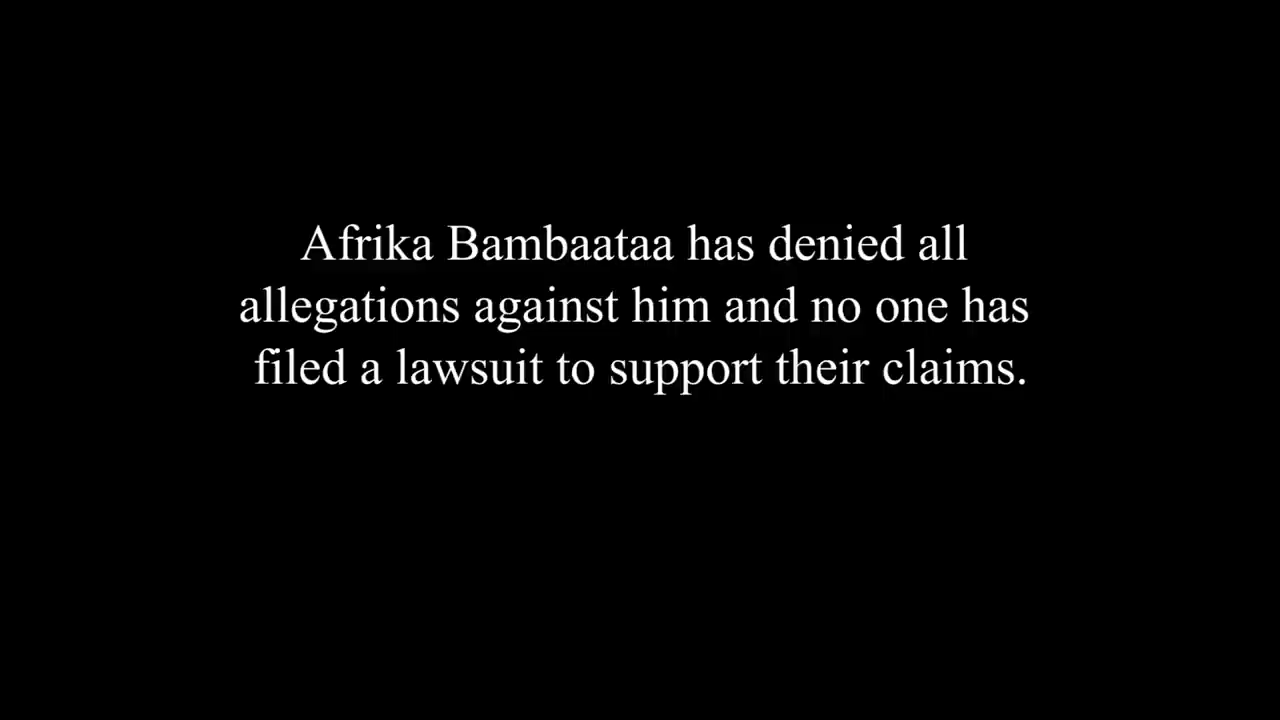 Afrika Bambaataa has denied all
allegations against him and no one has
filed a lawsuit to support their claims.